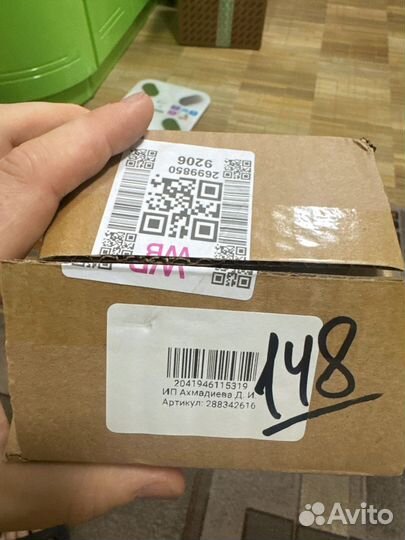 2699850
9206
WB
2041946115319
ИП Ахмадиева Д. И.
Артикул: 288342616
148
Avito